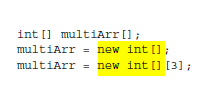 int[] multiArr[];
multiArr = new int[];
multiArr = new int[][3];